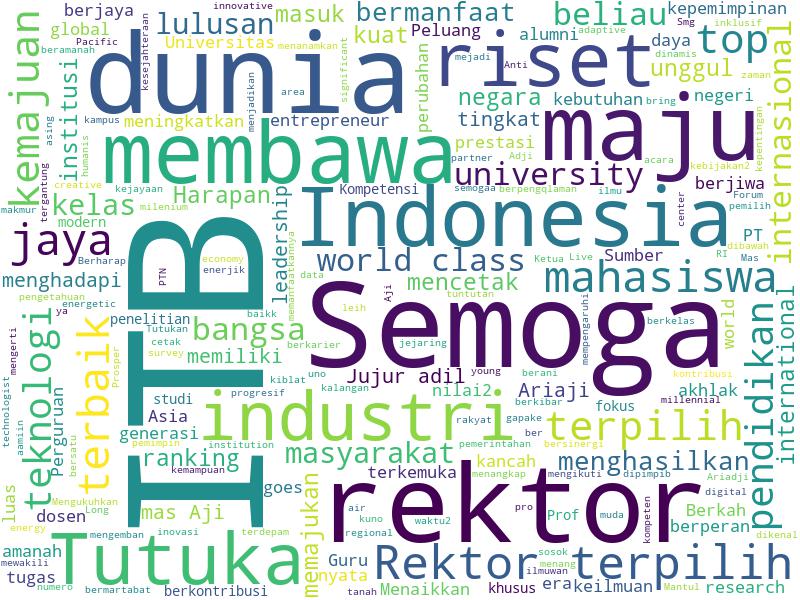 berjaya
innovative
masuk
bermanfaat
beliau
kepemimpinan
Smg
inklusif
global
Pacific
lulusan
kuat
Peluang
alumni
adaptive
top
dinamis
beramanah
Universitas
menanamkan
daya
zaman
kemajuan
institusi
dunia
kesejahteraan
significant
perubahan
riset
unggul
internasional
area
menjadikan
negara
kebutuhan
bring
negeri
asing
kampus
meningkatkan
entrepreneur
tingkat
maju
kepentingan
humanis
prestasi
partner
Adji
acara
kebijakan2
membawa
university
berjiwa
tergantung
creative
kejayaan
Harapan
Kompetensi
semogaa
berpengqlaman
ilmu
Forum
pemilih
makmur
kelas
milenium
leadership
Indonesia
center
PT
modern
jaya
Berharap
ITB
economy
enerjik
PTN
memanfaatkannya
world class
Ketua
Live
Sumber
RI
Mas
dibawah
menghadapi
data
Aji
mencetak
mahasiswa
pengetahuan
energetic
ya
leih
tuntutan
Semoga
mempengaruhi
world
pendidikan
international
penelitian
Tutukan
bangsa
baikk
jejaring
berkelas
mengerti
teknologi
terbaik
cetak
survey
memiliki
berkarier
kiblat
uno
Jujur adil
young
berani
kontribusi
technologist
aamiin
Prosper
progresif
kalangan
nilai2
Ariaji
akhlak
millennial
studi
Asia
industri
berkibar
fokus
rakyat
gapake
generasi
institution
ber
terpilih
Perguruan
bersatu
pemimpin
ranking
kemampuan
masyarakat
pemerintahan
bersinergi
kancah
menghasilkan
terkemuka
menangkap
mengikuti
dipimpib
Ariadji
luas
Mengukuhkan
Long
mas Aji
goes
memajukan
rektor
pro
digital
Berkah
dosen
inovasi
terdepam
air
kuno
waktu2
Prof
muda
kompeten
berperan
energy
mengemban
regional
dikenal
amanah
Tutuka
Guru
nyata
Rektor
sosok
menang
ilmuwan
terpilih
mewakili
tugas
numero
bermartabat
berkontribusi
tanah
Menaikkan
khusus
era
keilmuan
Mantul
research
mejadi
Anti